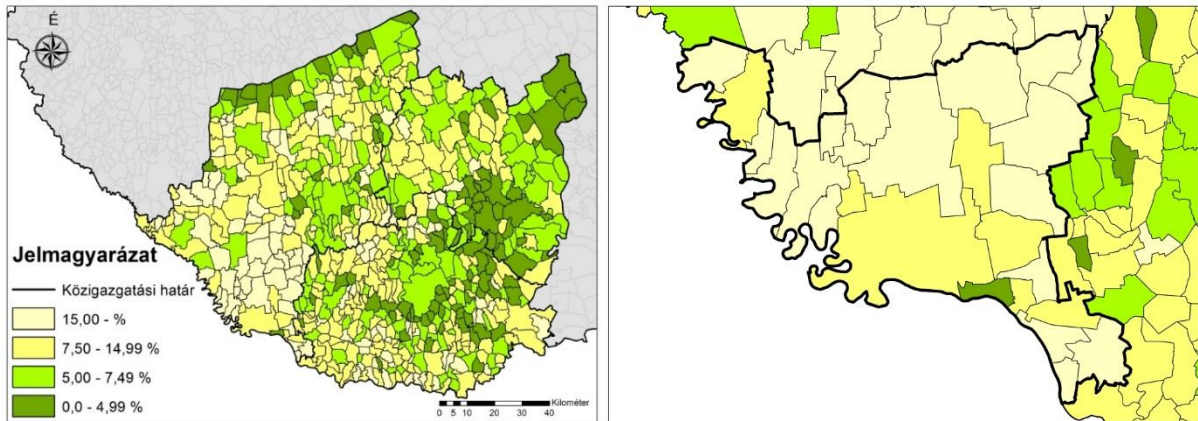 É
Jelmagyarázat
Közigazgatási határ
15,00 - %
7,50 - 14,99 %
5,00 - 7,49 %
0,0 - 4,99 %
Kilométer
0 5 10 20 30 40